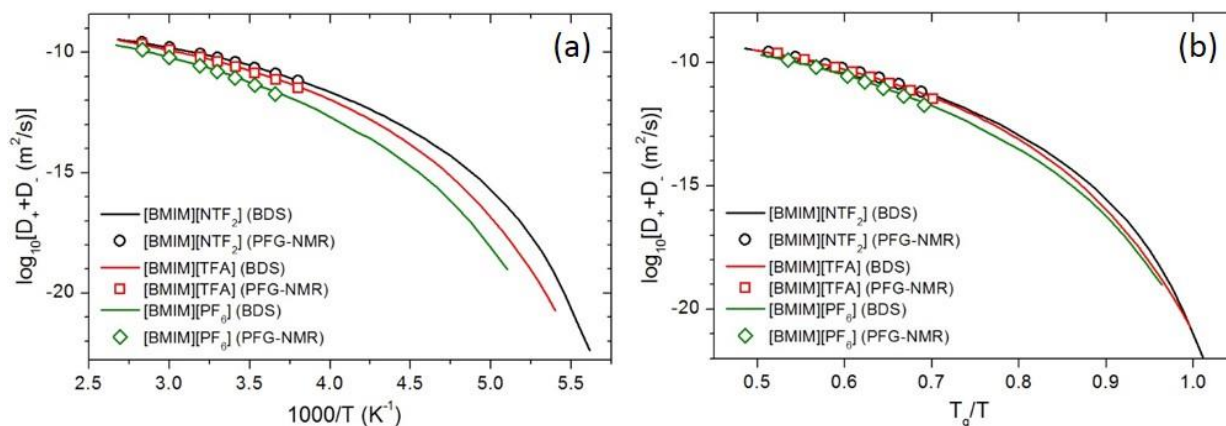 (a)
-10
-15
-20
log₁₀[D₊+D₋ (m²/s)]
[BMIM][NTF₂] (BDS)
[BMIM][NTF₂] (PFG-NMR)
[BMIM][TFA] (BDS)
[BMIM][TFA] (PFG-NMR)
[BMIM][PF₆] (BDS)
[BMIM][PF₆] (PFG-NMR)
2.5 3.0 3.5 4.0 4.5 5.0 5.5
1000/T (K⁻¹)
(b)
-10
-15
-20
log₁₀[D₊+D₋ (m²/s)]
[BMIM][NTF₂] (BDS)
[BMIM][NTF₂] (PFG-NMR)
[BMIM][TFA] (BDS)
[BMIM][TFA] (PFG-NMR)
[BMIM][PF₆] (BDS)
[BMIM][PF₆] (PFG-NMR)
0.5 0.6 0.7 0.8 0.9 1.0
T_g/T